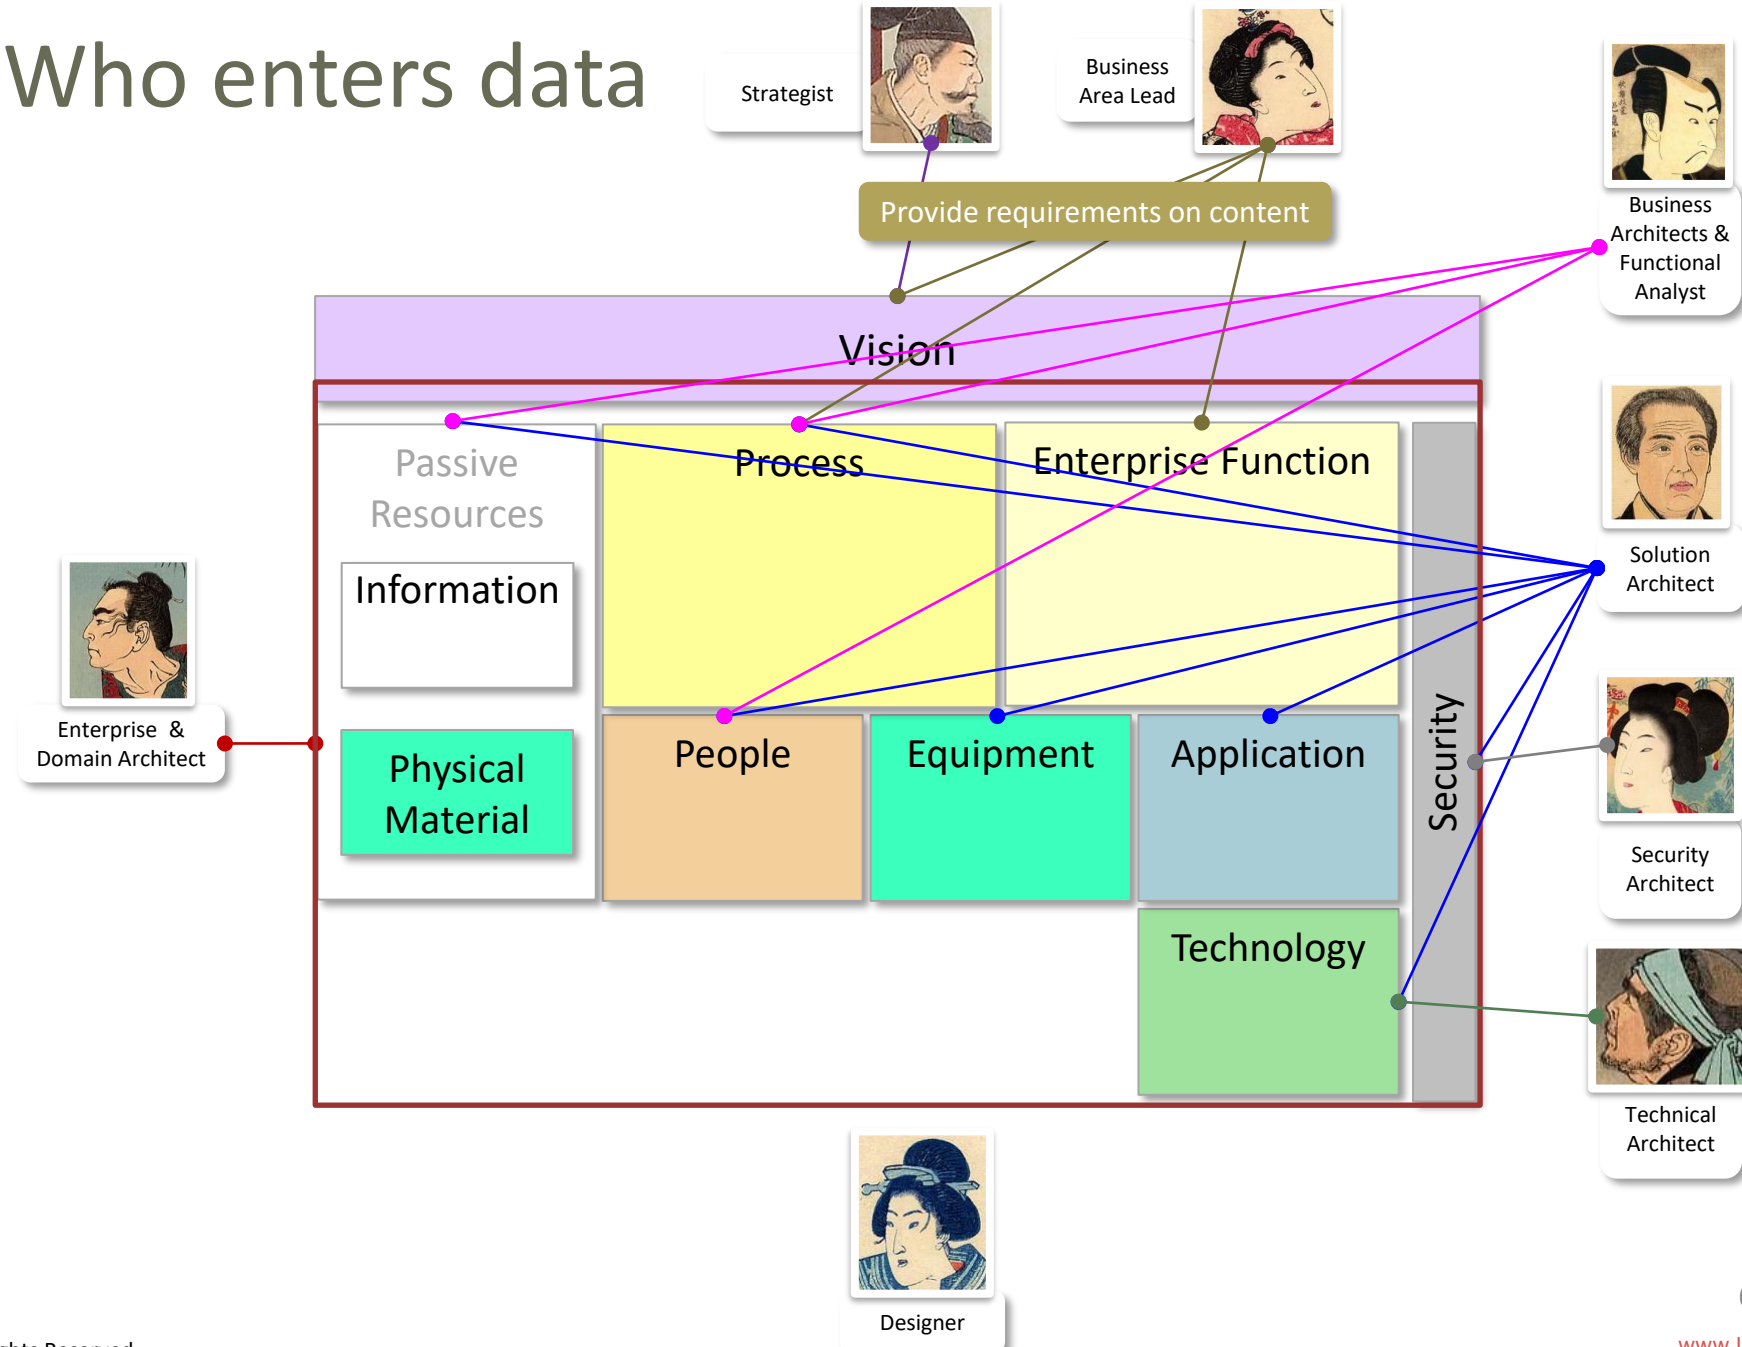 Who enters data
Strategist
Business
Area Lead
Provide requirements on content
Business
Architects &
Functional
Analyst
Vision
Passive
Resources
Process
Enterprise Function
Information
Solution
Architect
Enterprise &
Domain Architect
Physical
Material
People
Equipment
Application
Security
Security
Architect
Technology
Technical
Architect
Designer
Reserved